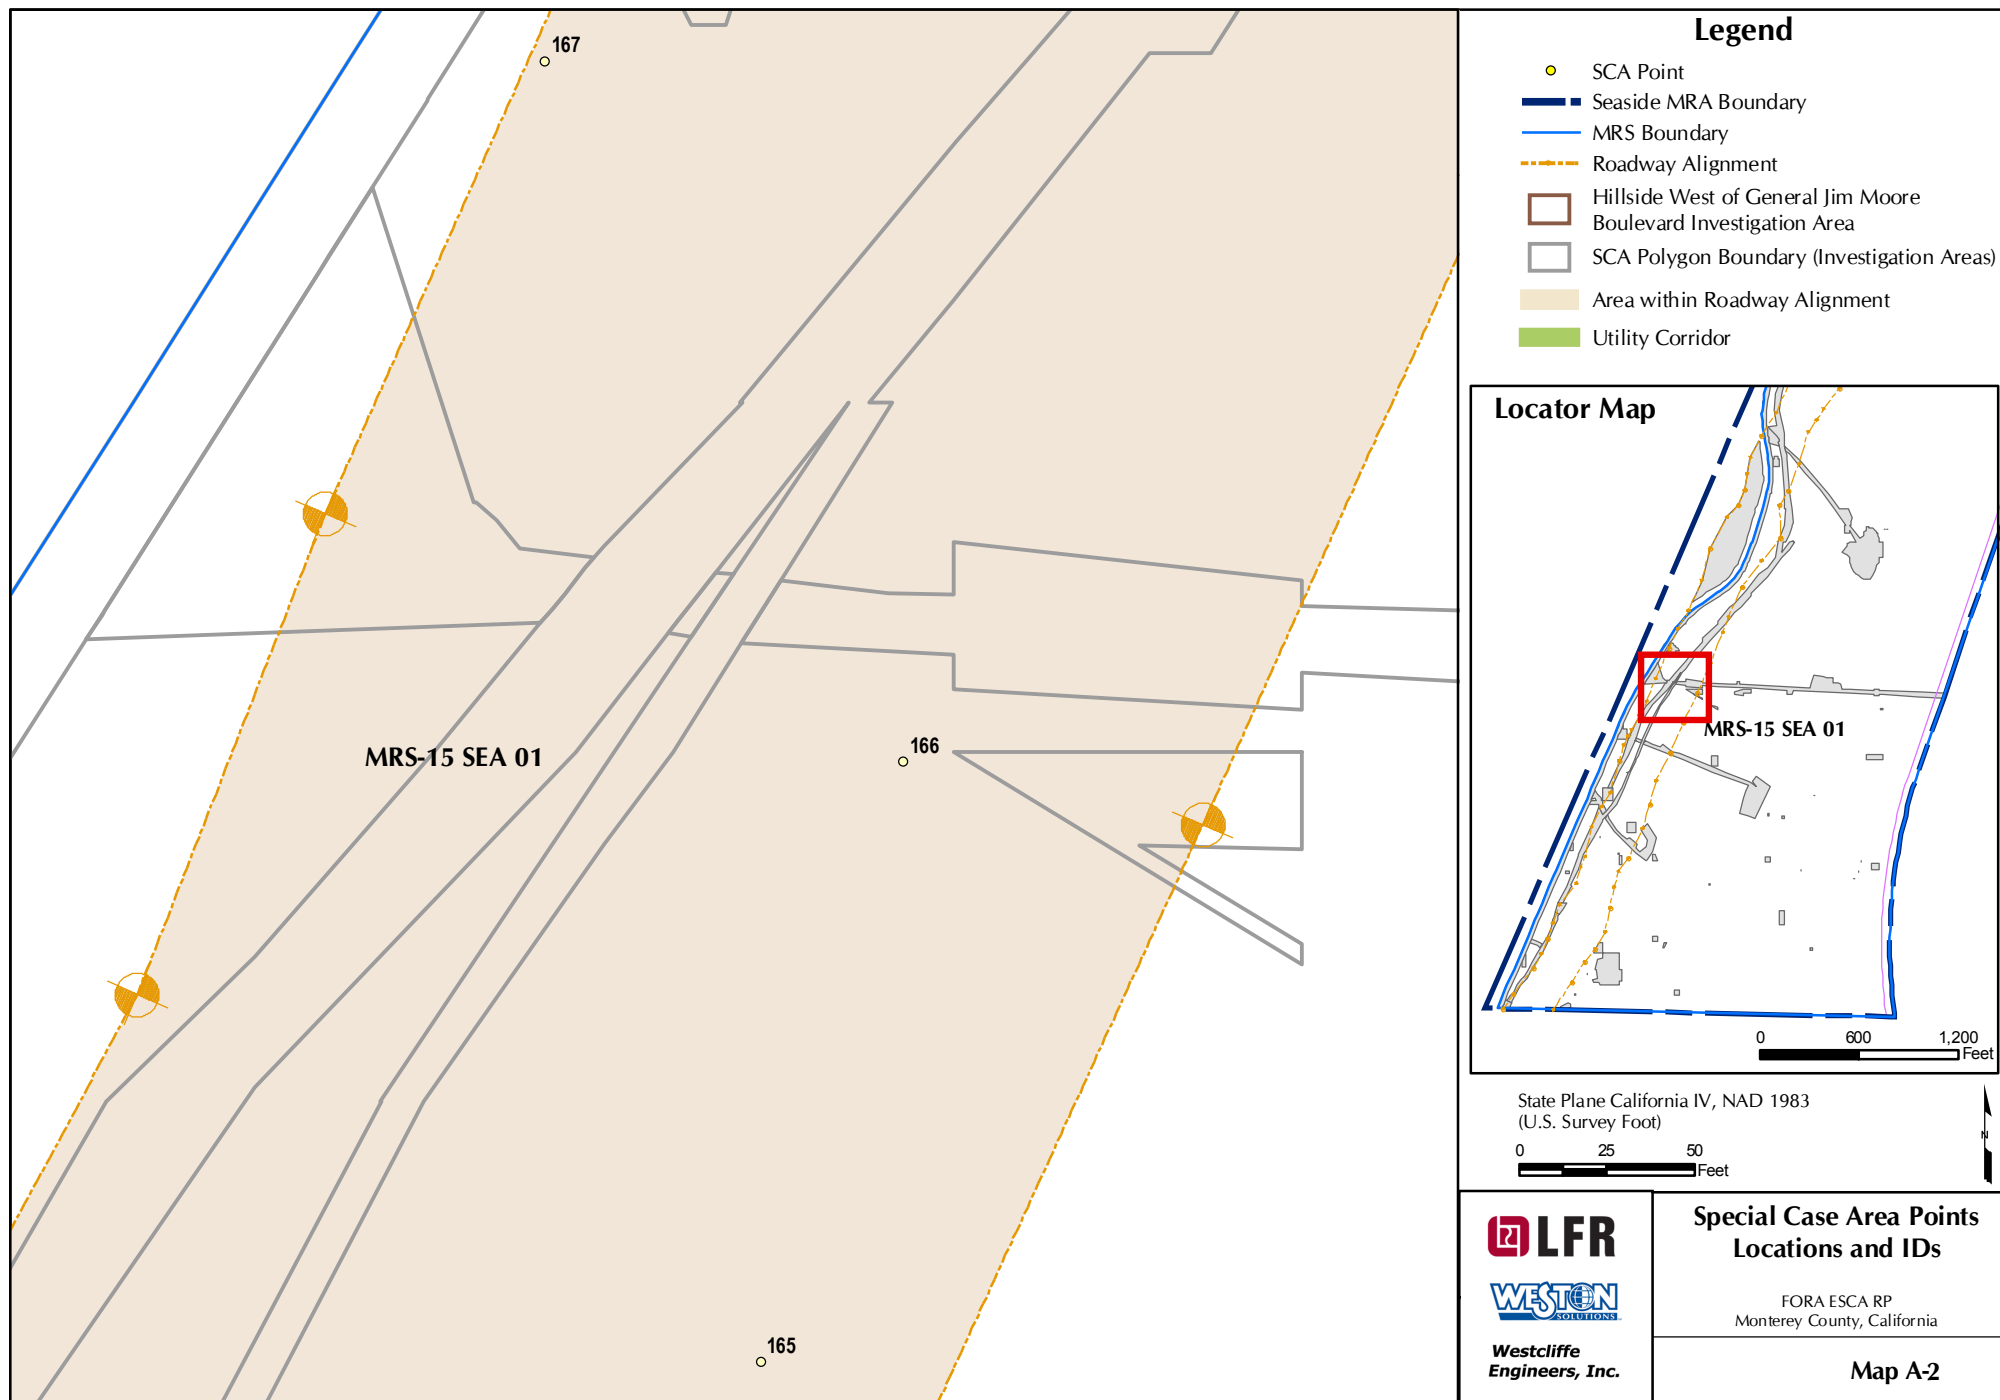 167
166
165
MRS-15 SEA 01
Legend
SCA Point
Seaside MRA Boundary
MRS Boundary
Roadway Alignment
Hillside West of General Jim Moore
Boulevard Investigation Area
SCA Polygon Boundary (Investigation Areas)
Area within Roadway Alignment
Utility Corridor
Locator Map
MRS-15 SEA 01
0 600 1,200
Feet
State Plane California IV, NAD 1983
(U.S. Survey Foot)
0 25 50
Feet
N
LFR
WESTON
SOLUTIONS
Westcliffe
Engineers, Inc.
Special Case Area Points
Locations and IDs
FORA ESCA RP
Monterey County, California
Map A-2